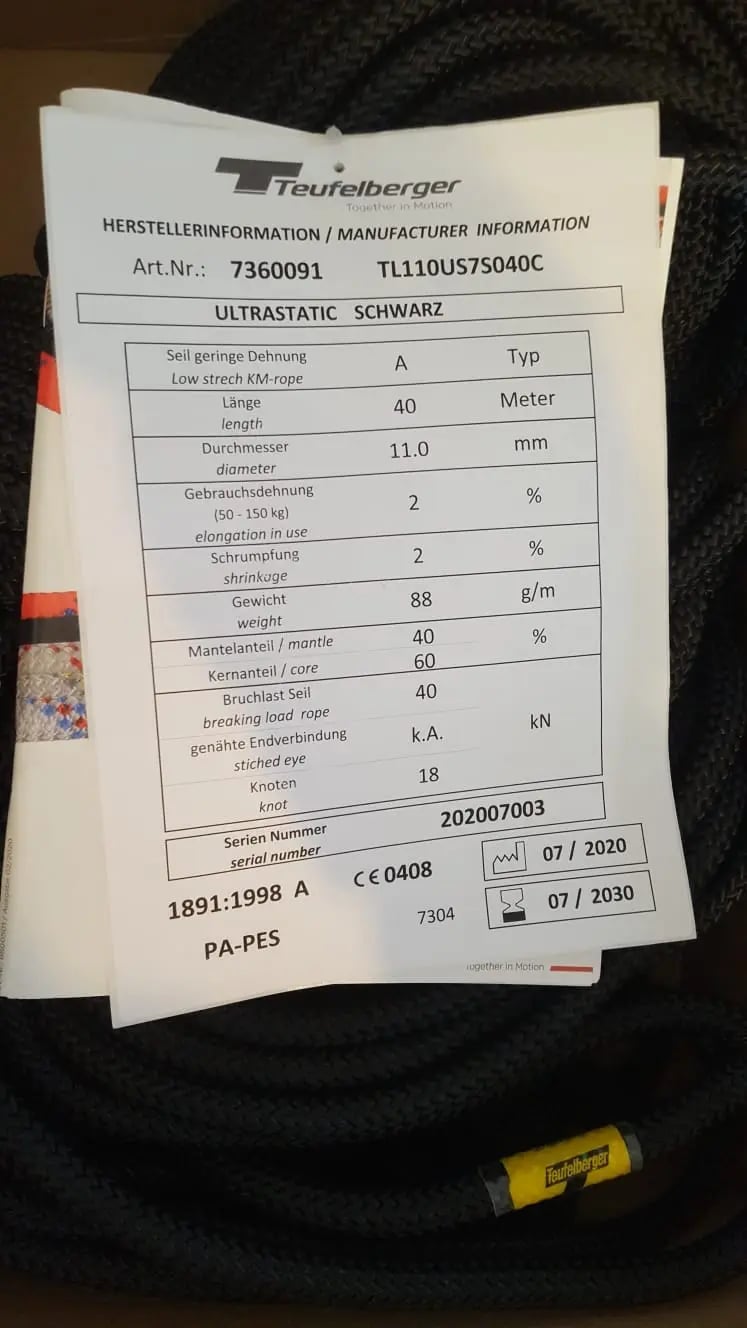 Teufelberger
Together in Motion
HERSTELLERINFORMATION / MANUFACTURER INFORMATION
Art.Nr.: 7360091 TL110US7S040C
ULTRASTATIC SCHWARZ
Seil geringe Dehnung
Low strech KM-rope
A Typ
Länge
length
40 Meter
Durchmesser
diameter
11.0 mm
Gebrauchsdehnung
(50 - 150 kg)
elongation in use
2 %
Schrumpfung
shrinkage
2 %
Gewicht
weight
88 g/m
Mantelanteil / mantle 40 %
Kernanteil / core 60
Bruchlast Seil
breaking load rope
40 kN
genähte Endverbindung
stiched eye
k.A.
Knoten
knot
18
Serien Nummer
serial number
202007003
1891:1998 A CE 0408
07 / 2020
PA-PES 7304
07 / 2030
Together in Motion
Ausgabe 02/2020
Teufelberger